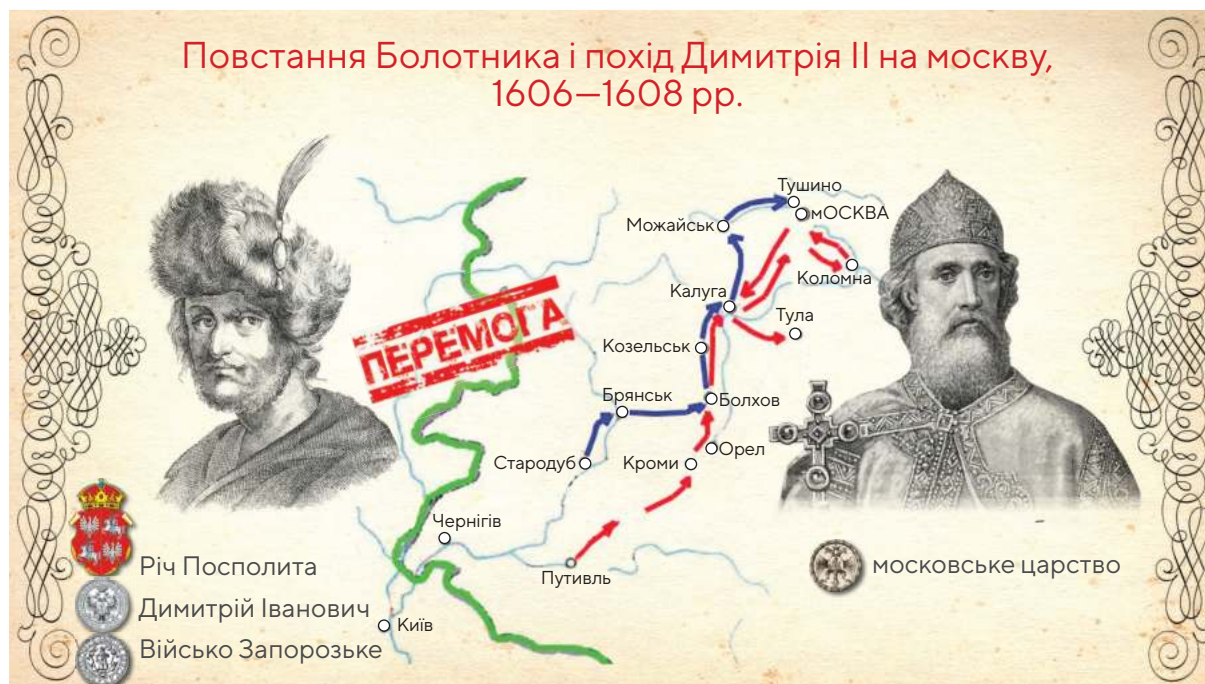 Повстання Болотника і похід Димитрія II на москву,
1606—1608 рр.
Тушино
мОСКВА
Можайськ
Коломна
Калуга
Тула
ПЕРЕМОГА
Козельськ
Брянськ
Болхов
Орел
Стародуб
Кроми
Чернігів
Путивль
Київ
Річ Посполита
Димитрій Іванович
Військо Запорозьке
московське царство